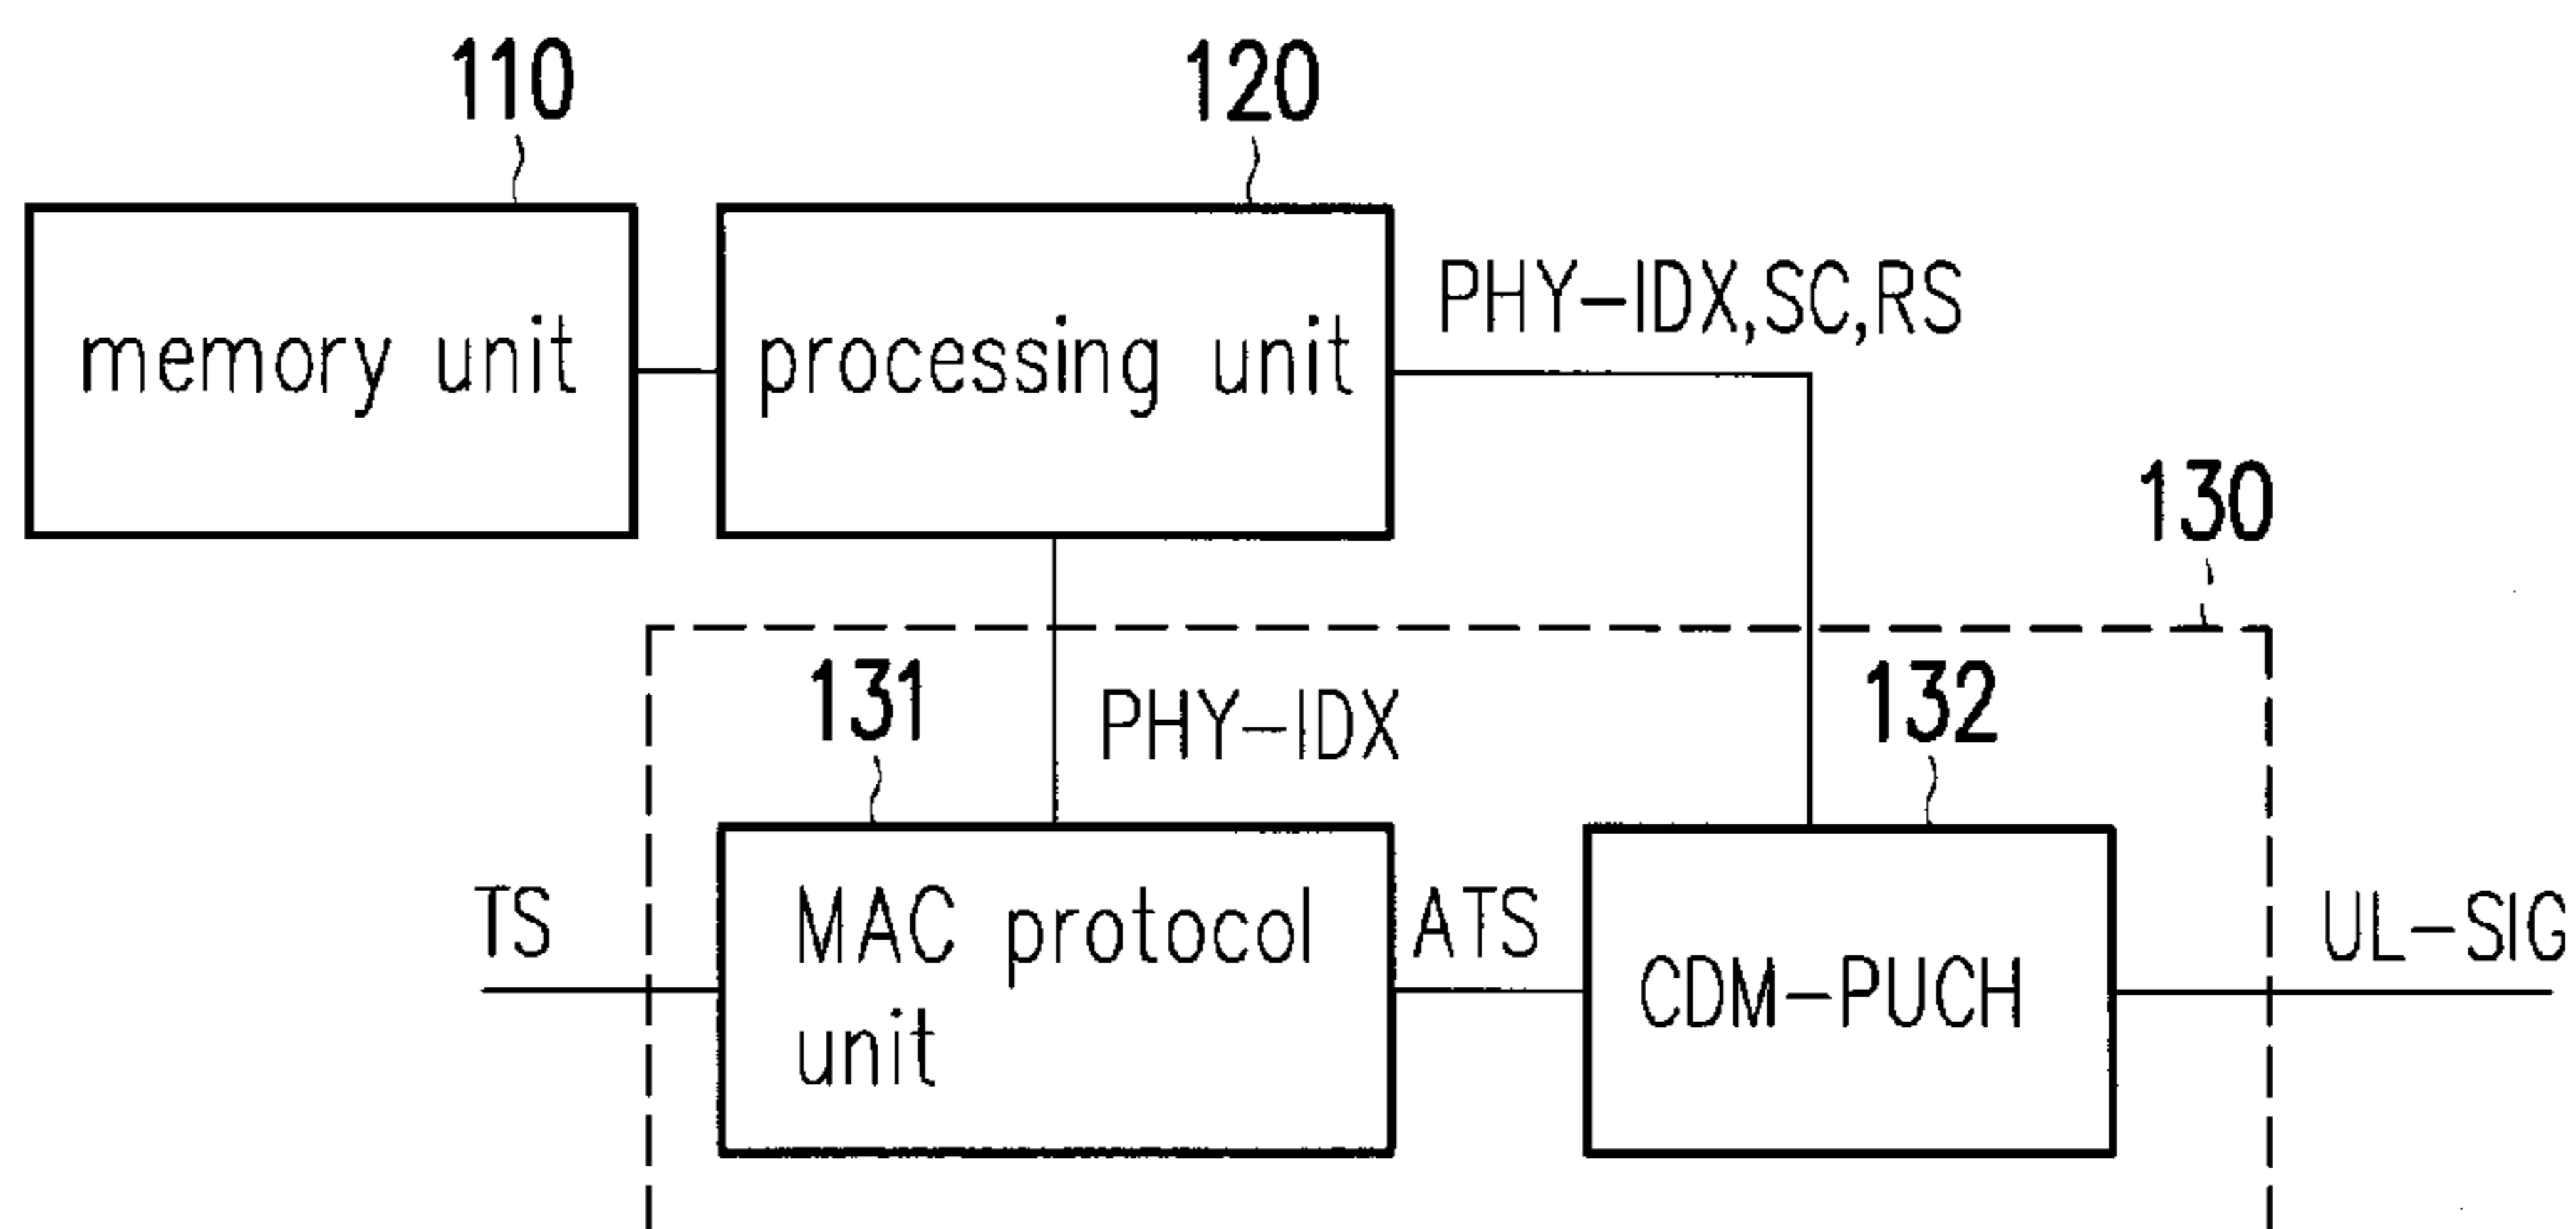 110
120
memory unit
processing unit
PHY-IDX,SC,RS
130
131
PHY-IDX
132
TS
MAC protocol
unit
ATS
CDM-PUCH
UL-SIG